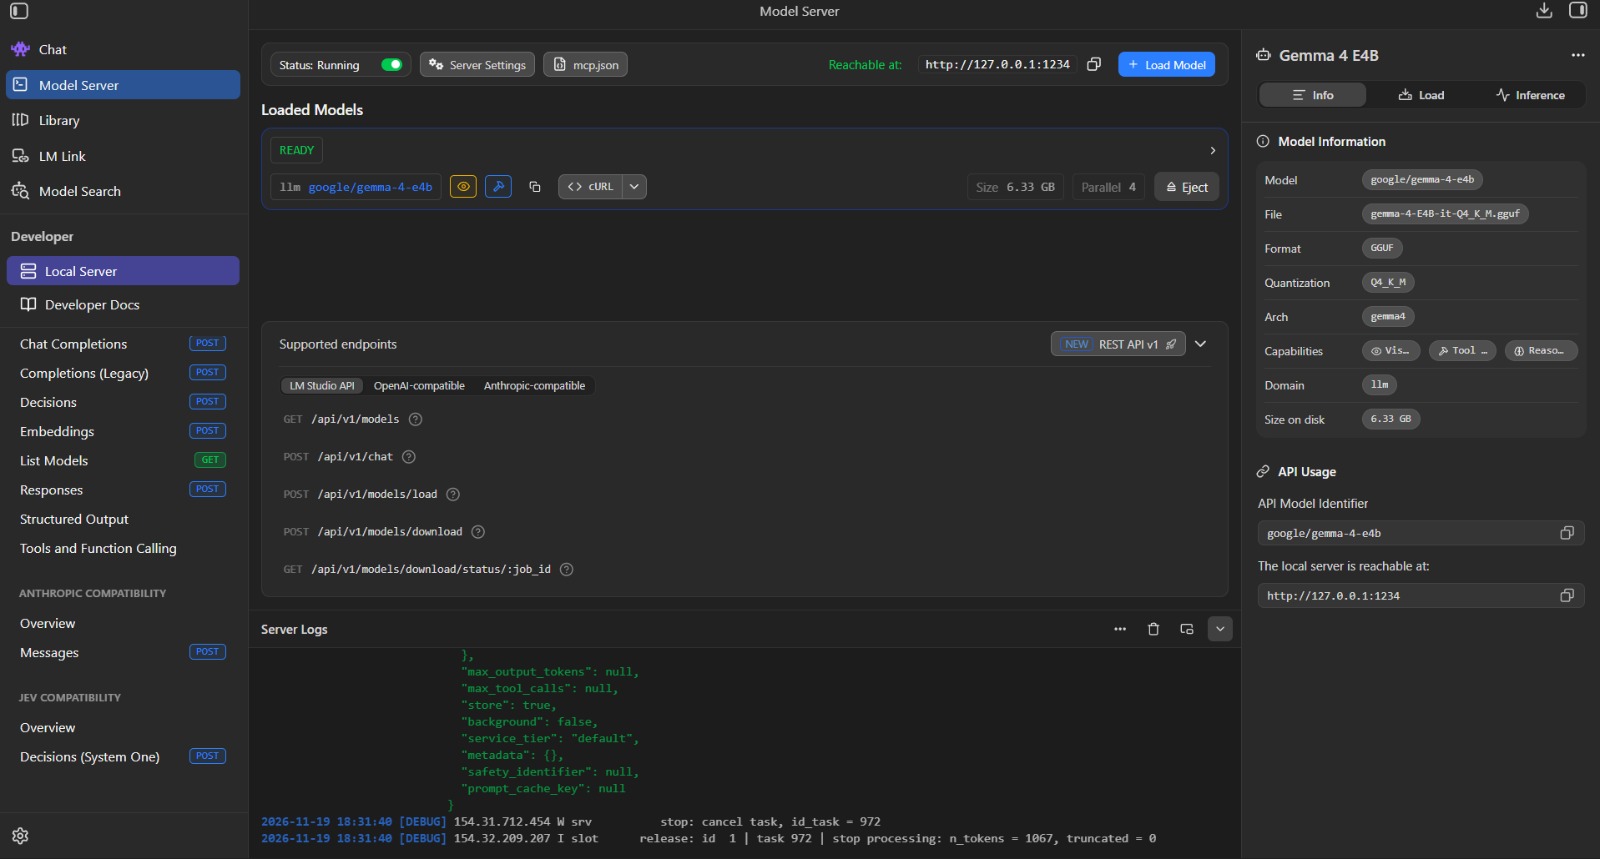 Model Server
Chat
Model Server
Library
LM Link
Model Search
Developer
Local Server
Developer Docs
Chat Completions POST
Completions (Legacy) POST
Decisions POST
Embeddings POST
List Models GET
Responses POST
Structured Output
Tools and Function Calling
ANTHROPIC COMPATIBILITY
Overview
Messages POST
JEV COMPATIBILITY
Overview
Decisions (System One) POST
Status: Running Server Settings mcp.json Reachable at: http://127.0.0.1:1234 + Load Model
Loaded Models
READY
llm google/gemma-4-e4b <> cURL Size 6.33 GB Parallel 4 Eject
Supported endpoints NEW REST API v1
LM Studio API OpenAI-compatible Anthropic-compatible
GET /api/v1/models ?
POST /api/v1/chat ?
POST /api/v1/models/load ?
POST /api/v1/models/download ?
GET /api/v1/models/download/status/:job_id ?
Server Logs
},
"max_output_tokens": null,
"max_tool_calls": null,
"store": true,
"background": false,
"service_tier": "default",
"metadata": {},
"safety_identifier": null,
"prompt_cache_key": null
}
2026-11-19 18:31:40 [DEBUG] 154.31.712.454 W srv stop: cancel task, id_task = 972
2026-11-19 18:31:40 [DEBUG] 154.32.209.207 I slot release: id 1 | task 972 | stop processing: n_tokens = 1067, truncated = 0
Gemma 4 E4B
Info Load Inference
Model Information
Model google/gemma-4-e4b
File gemma-4-E4B-it-Q4_K_M.gguf
Format GGUF
Quantization Q4_K_M
Arch gemma4
Capabilities Vis... Tool ... Reaso...
Domain llm
Size on disk 6.33 GB
API Usage
API Model Identifier
google/gemma-4-e4b
The local server is reachable at:
http://127.0.0.1:1234